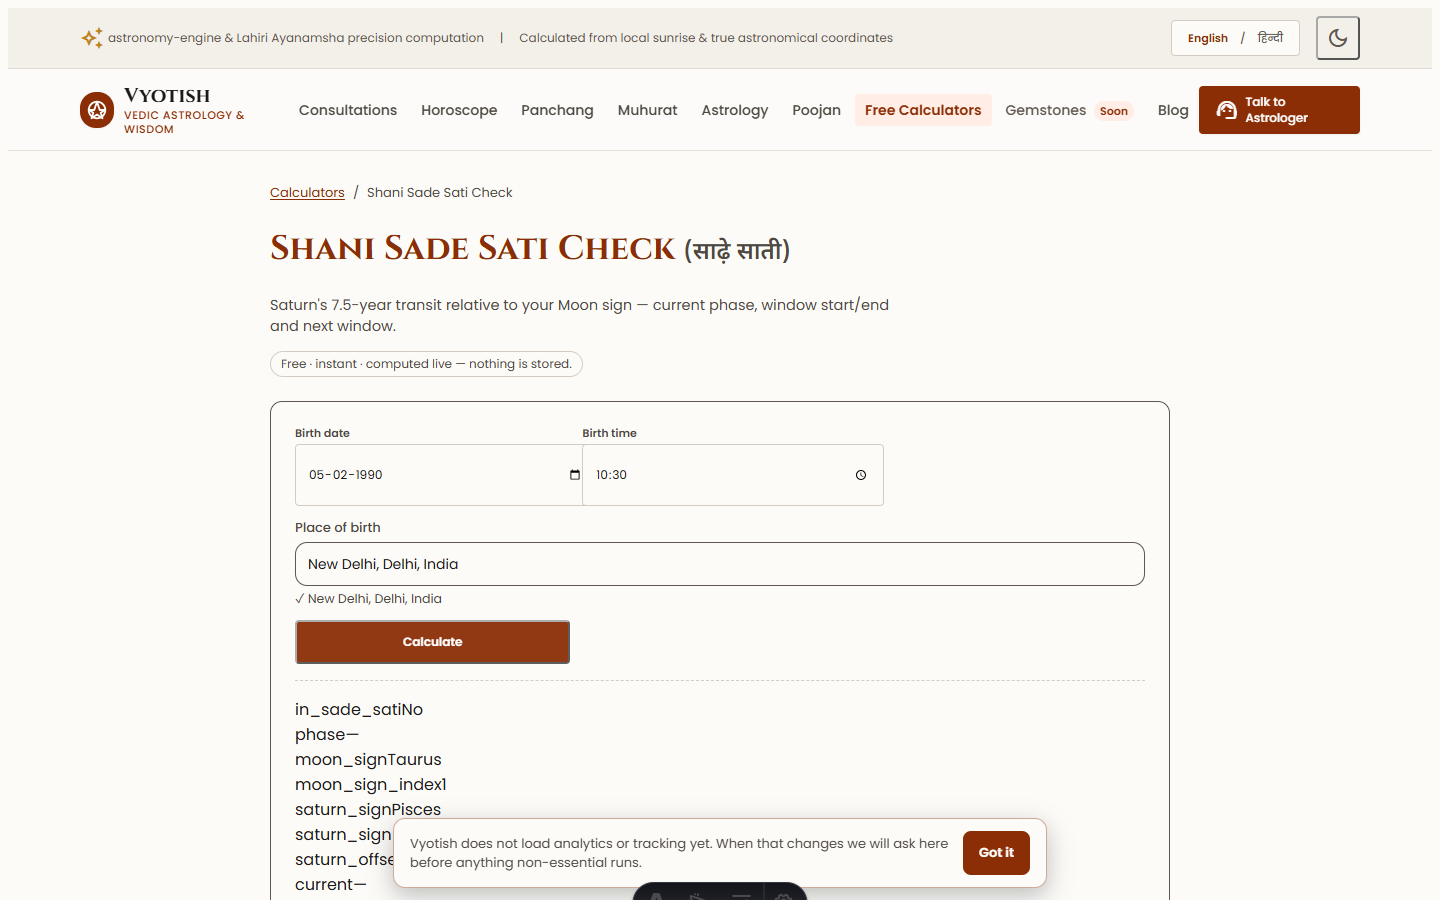 astronomy-engine & Lahiri Ayanamsha precision computation | Calculated from local sunrise & true astronomical coordinates
English / हिन्दी
Vyotish
VEDIC ASTROLOGY & WISDOM
Consultations
Horoscope
Panchang
Muhurat
Astrology
Poojan
Free Calculators
Gemstones Soon
Blog
Talk to Astrologer
Calculators / Shani Sade Sati Check
Shani Sade Sati Check (साढ़े साती)
Saturn's 7.5-year transit relative to your Moon sign — current phase, window start/end
and next window.
Free · instant · computed live — nothing is stored.
Birth date
Birth time
05-02-1990
10:30
Place of birth
New Delhi, Delhi, India
✓ New Delhi, Delhi, India
Calculate
in_sade_satiNo
phase—
moon_signTaurus
moon_sign_index1
saturn_signPisces
saturn_sign
saturn_offse
current—
Vyotish does not load analytics or tracking yet. When that changes we will ask here
before anything non-essential runs.
Got it